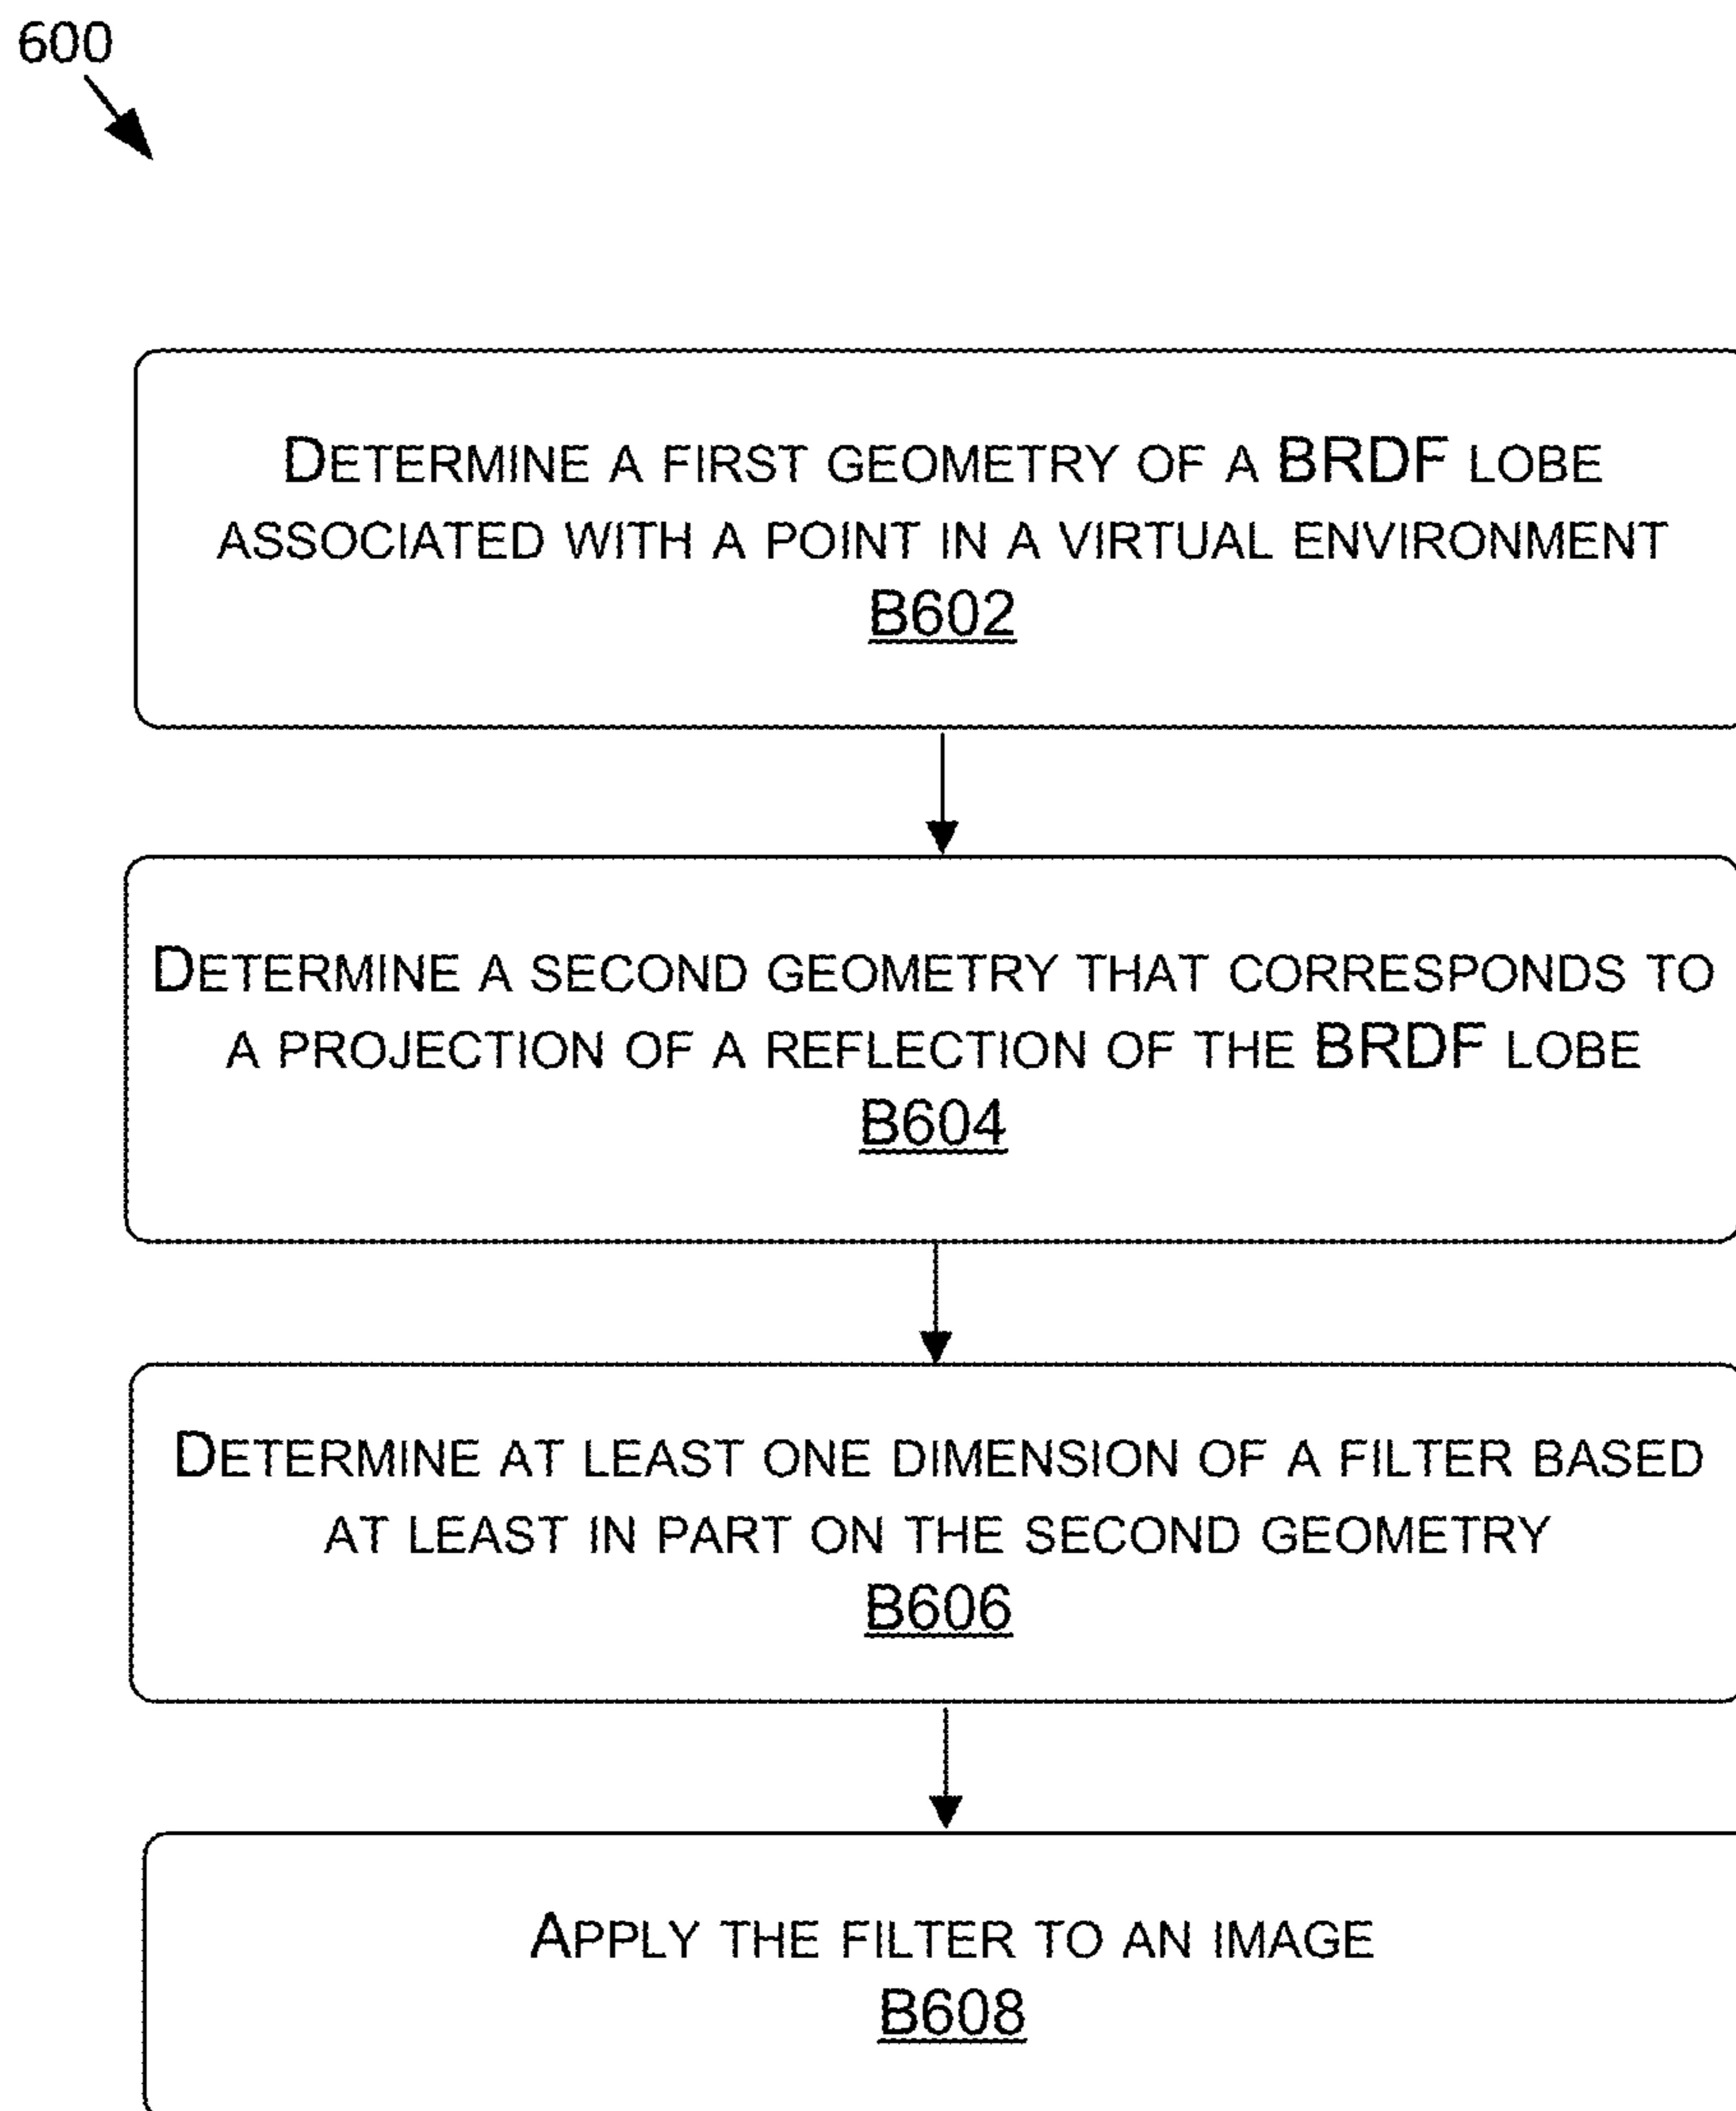 600
DETERMINE A FIRST GEOMETRY OF A BRDF LOBE
ASSOCIATED WITH A POINT IN A VIRTUAL ENVIRONMENT
B602
DETERMINE A SECOND GEOMETRY THAT CORRESPONDS TO
A PROJECTION OF A REFLECTION OF THE BRDF LOBE
B604
DETERMINE AT LEAST ONE DIMENSION OF A FILTER BASED
AT LEAST IN PART ON THE SECOND GEOMETRY
B606
APPLY THE FILTER TO AN IMAGE
B608